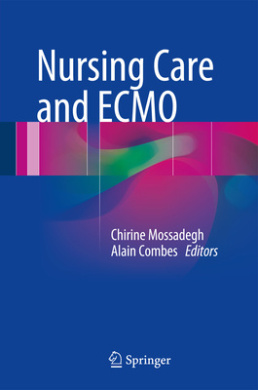 Nursing Care
and ECMO
Chirine Mossadegh
Alain Combes Editors
Springer